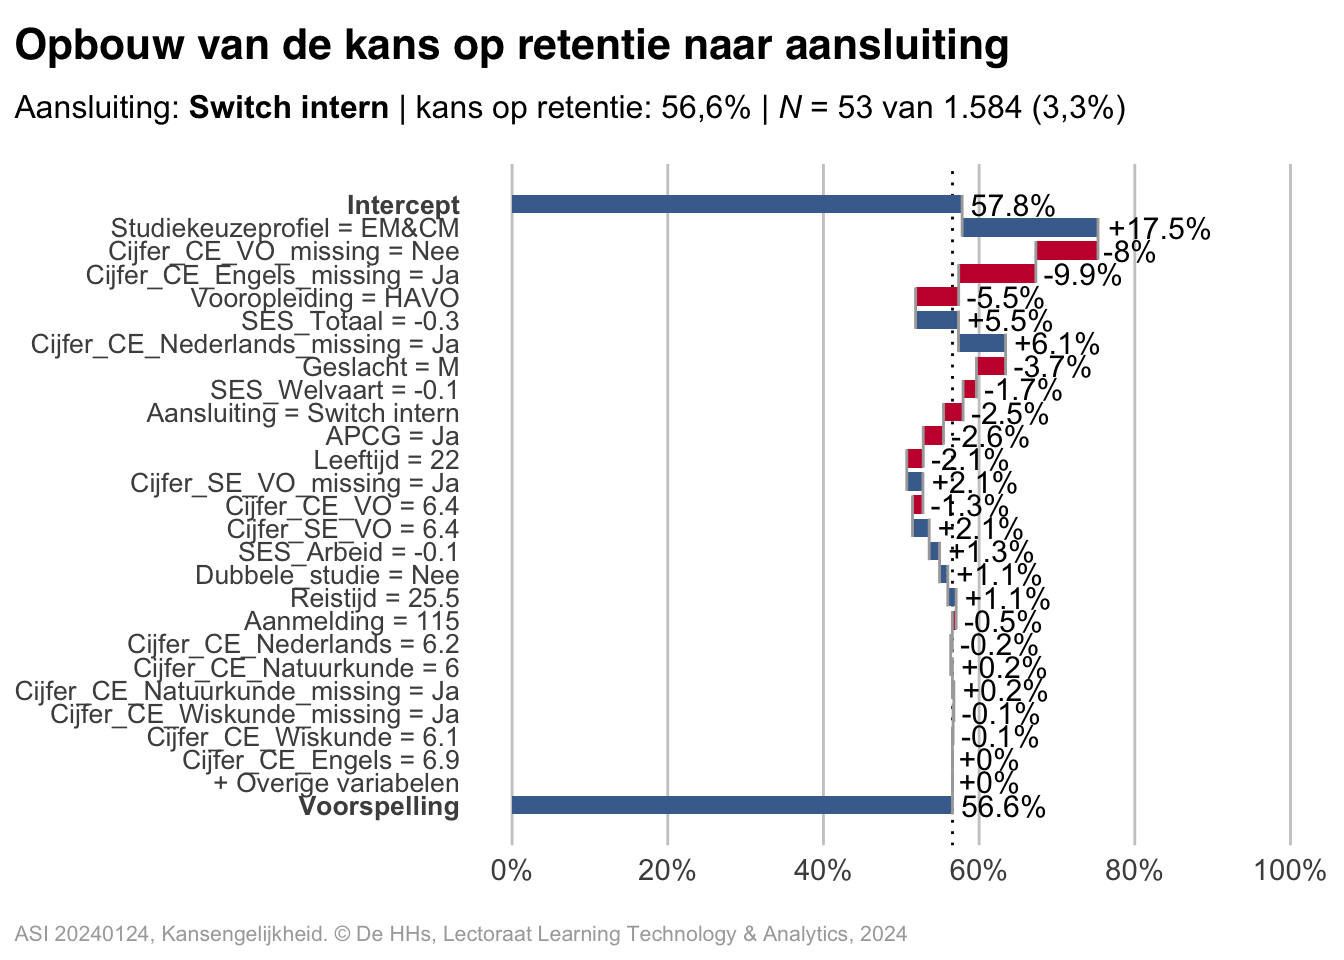 Opbouw van de kans op retentie naar aansluiting
Aansluiting: Switch intern | kans op retentie: 56,6% | N = 53 van 1.584 (3,3%)
Intercept 57.8%
Studiekeuzeprofiel = EM&CM +17.5%
Cijfer_CE_VO_missing = Nee -8%
Cijfer_CE_Engels_missing = Ja -9.9%
Vooropleiding = HAVO -5.5%
SES_Totaal = -0.3 +5.5%
Cijfer_CE_Nederlands_missing = Ja +6.1%
Geslacht = M -3.7%
SES_Welvaart = -0.1 -1.7%
Aansluiting = Switch intern -2.5%
APCG = Ja -2.6%
Leeftijd = 22 -2.1%
Cijfer_SE_VO_missing = Ja +2.1%
Cijfer_CE_VO = 6.4 -1.3%
Cijfer_SE_VO = 6.4 +2.1%
SES_Arbeid = -0.1 +1.3%
Dubbele_studie = Nee +1.1%
Reistijd = 25.5 +1.1%
Aanmelding = 115 -0.5%
Cijfer_CE_Nederlands = 6.2 -0.2%
Cijfer_CE_Natuurkunde = 6 +0.2%
Cijfer_CE_Natuurkunde_missing = Ja +0.2%
Cijfer_CE_Wiskunde_missing = Ja -0.1%
Cijfer_CE_Wiskunde = 6.1 -0.1%
Cijfer_CE_Engels = 6.9 +0%
+ Overige variabelen +0%
Voorspelling 56.6%
0% 20% 40% 60% 80% 100%
ASI 20240124, Kansengelijkheid. © De HHs, Lectoraat Learning Technology & Analytics, 2024